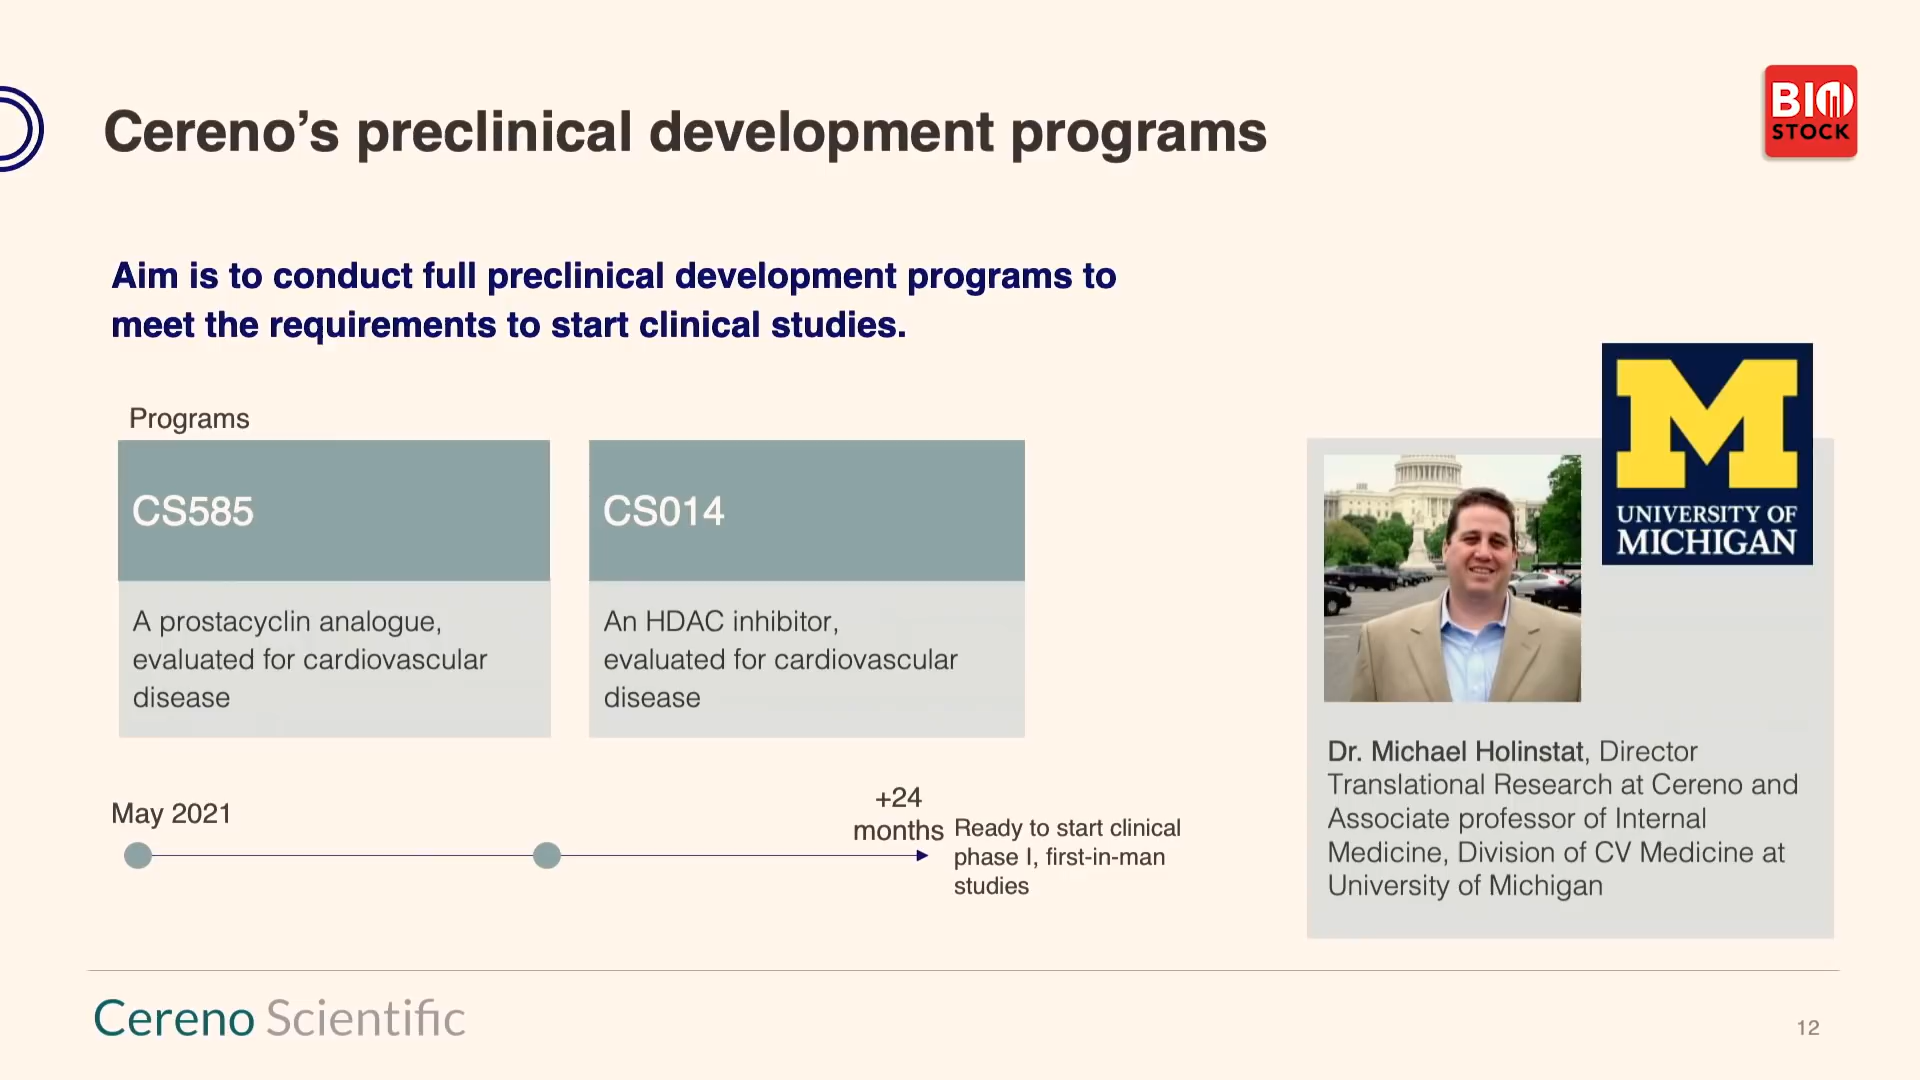 Cereno’s preclinical development programs
BIO
STOCK
Aim is to conduct full preclinical development programs to
meet the requirements to start clinical studies.
Programs
CS585
A prostacyclin analogue,
evaluated for cardiovascular
disease
CS014
An HDAC inhibitor,
evaluated for cardiovascular
disease
May 2021
+24
months
Ready to start clinical
phase I, first-in-man
studies
M
UNIVERSITY OF
MICHIGAN
Dr. Michael Holinstat, Director
Translational Research at Cereno and
Associate professor of Internal
Medicine, Division of CV Medicine at
University of Michigan
Cereno Scientific
12